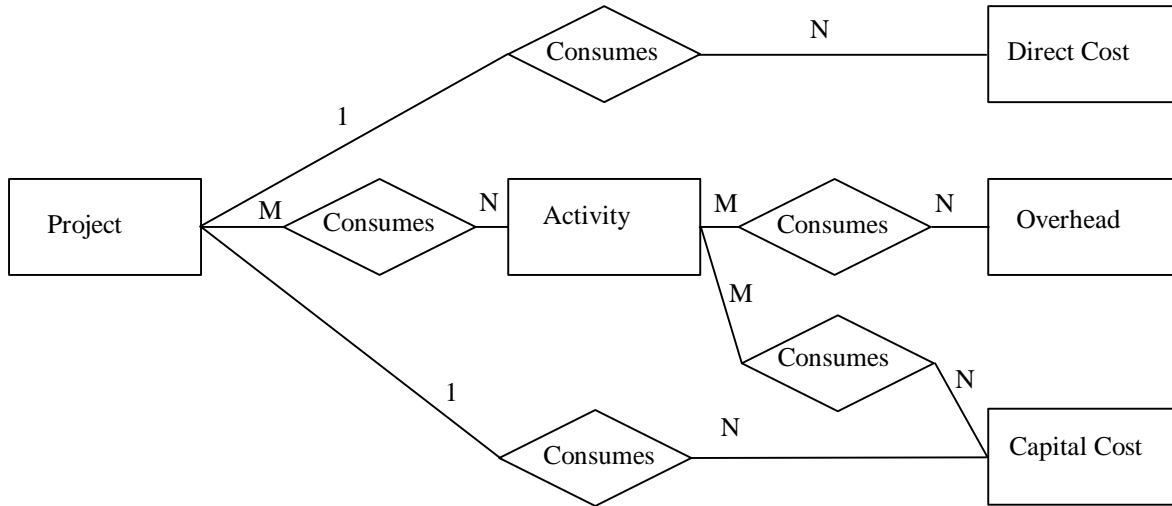 N
Consumes
Direct Cost
1
M
N
M
N
Project
Consumes
Activity
Consumes
Overhead
M
Consumes
N
1
N
Consumes
Capital Cost